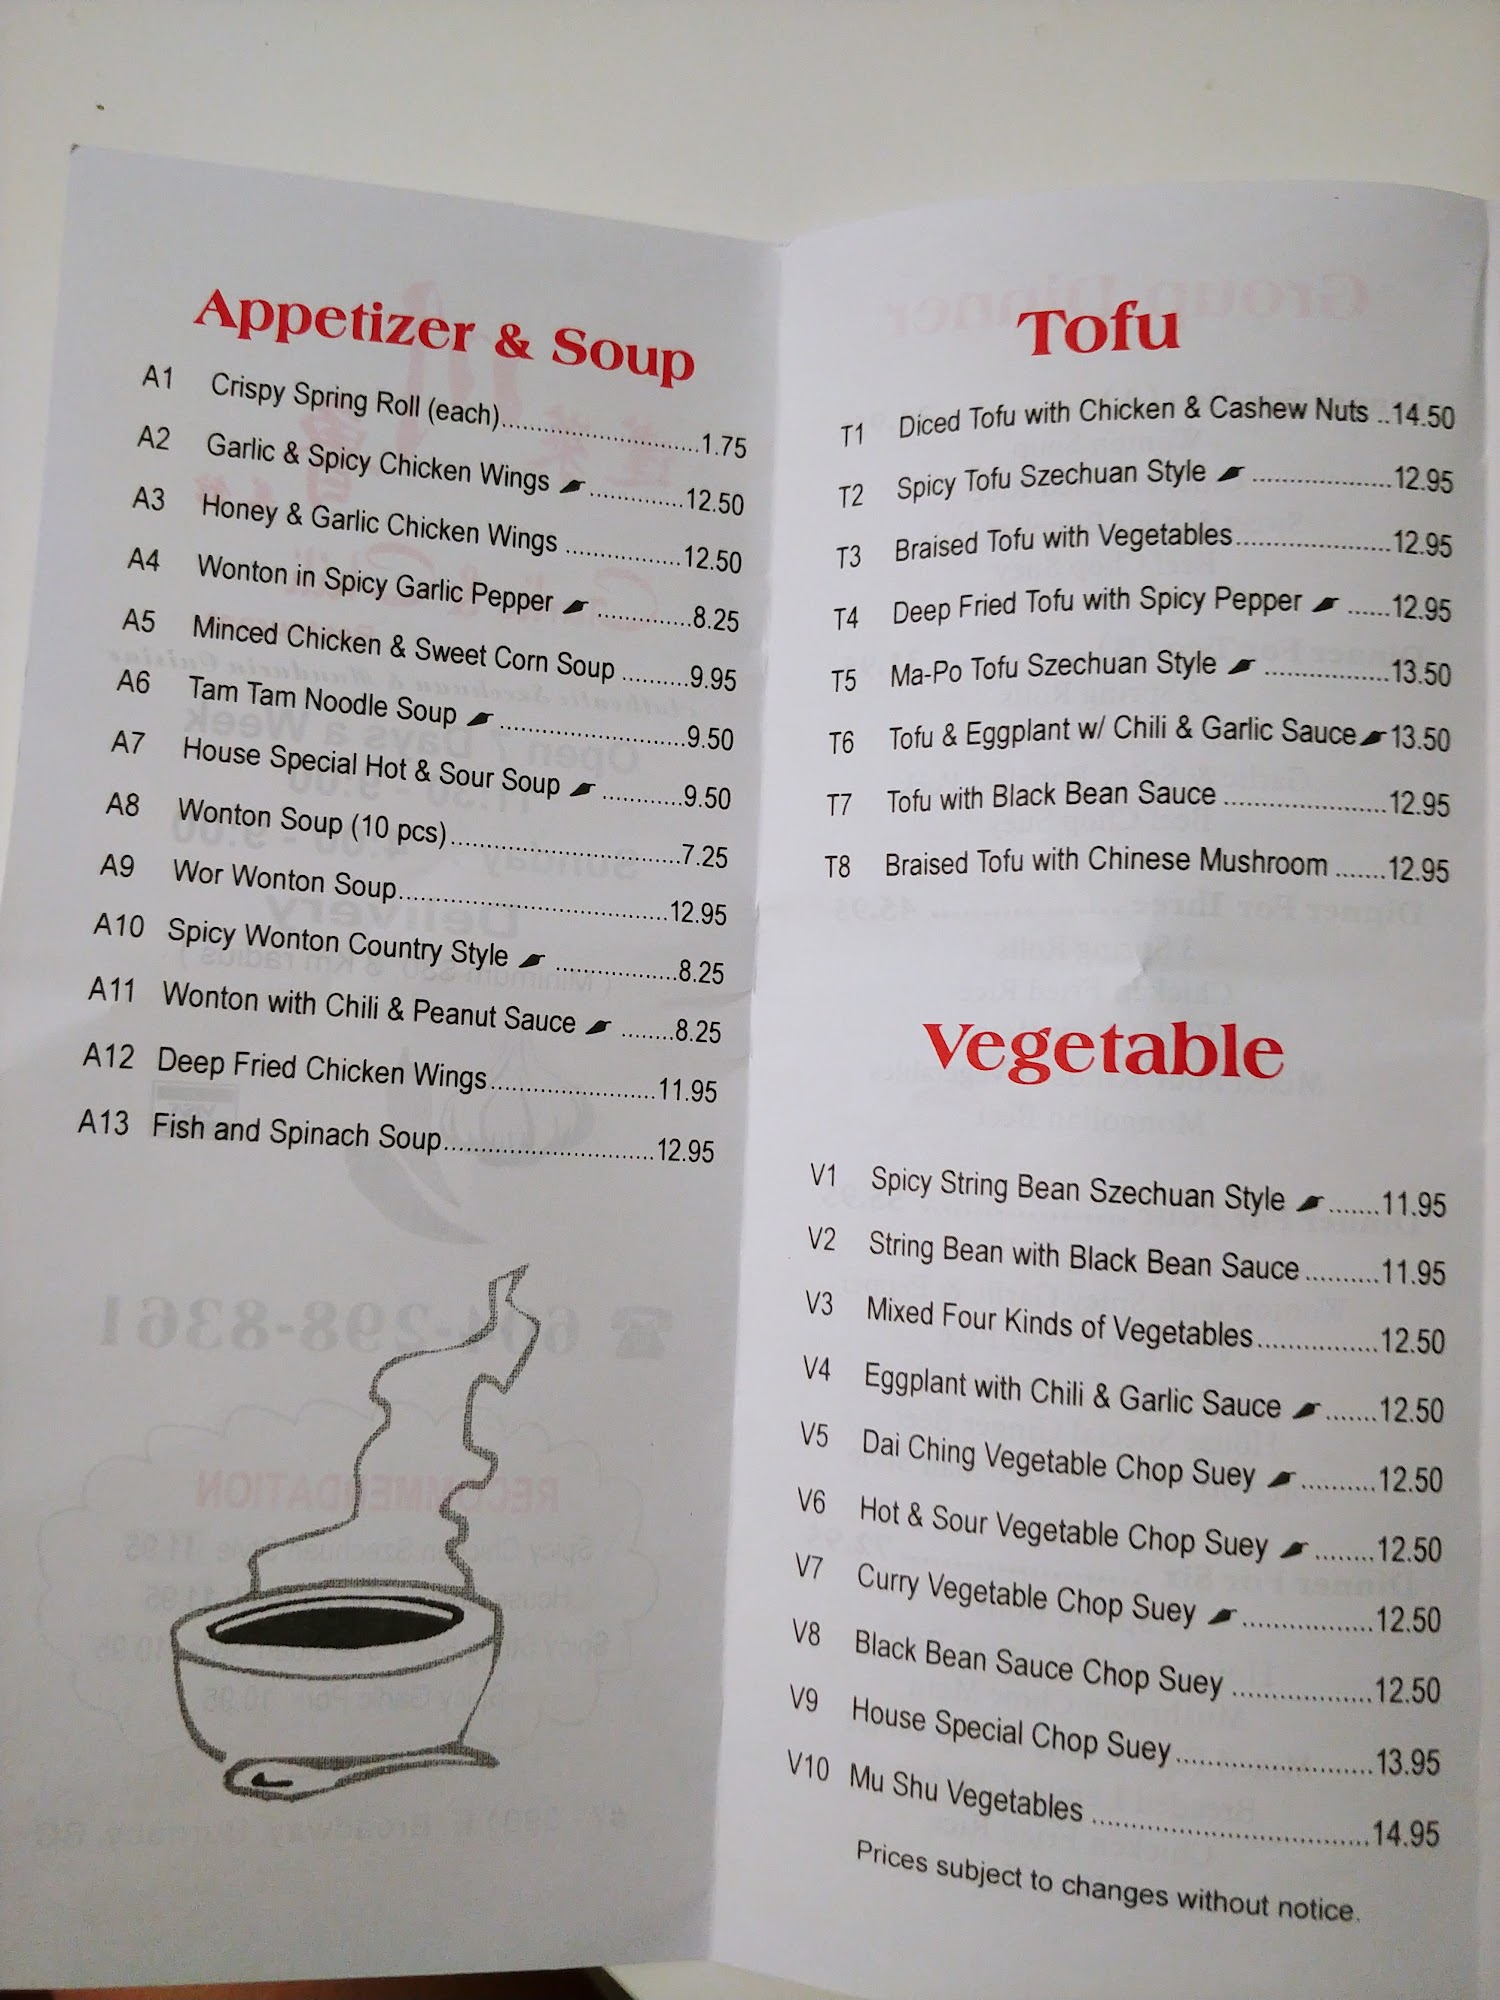 Appetizer & Soup
A1 Crispy Spring Roll (each)..........................1.75
A2 Garlic & Spicy Chicken Wings .............12.50
A3 Honey & Garlic Chicken Wings ...............12.50
A4 Wonton in Spicy Garlic Pepper .............8.25
A5 Minced Chicken & Sweet Corn Soup ..........9.95
A6 Tam Tam Noodle Soup ..........................9.50
A7 House Special Hot & Sour Soup ............9.50
A8 Wonton Soup (10 pcs)................................7.25
A9 Wor Wonton Soup.....................................12.95
A10 Spicy Wonton Country Style .................8.25
A11 Wonton with Chili & Peanut Sauce ........8.25
A12 Deep Fried Chicken Wings.......................11.95
A13 Fish and Spinach Soup.............................12.95
Tofu
T1 Diced Tofu with Chicken & Cashew Nuts ..14.50
T2 Spicy Tofu Szechuan Style ....................12.95
T3 Braised Tofu with Vegetables......................12.95
T4 Deep Fried Tofu with Spicy Pepper ......12.95
T5 Ma-Po Tofu Szechuan Style ..................13.50
T6 Tofu & Eggplant w/ Chili & Garlic Sauce 13.50
T7 Tofu with Black Bean Sauce .......................12.95
T8 Braised Tofu with Chinese Mushroom .......12.95
Vegetable
V1 Spicy String Bean Szechuan Style .......11.95
V2 String Bean with Black Bean Sauce..........11.95
V3 Mixed Four Kinds of Vegetables.................12.50
V4 Eggplant with Chili & Garlic Sauce .......12.50
V5 Dai Ching Vegetable Chop Suey ..........12.50
V6 Hot & Sour Vegetable Chop Suey ........12.50
V7 Curry Vegetable Chop Suey ..................12.50
V8 Black Bean Sauce Chop Suey ...................12.50
V9 House Special Chop Suey...........................13.95
V10 Mu Shu Vegetables ......................................14.95
Prices subject to changes without notice.